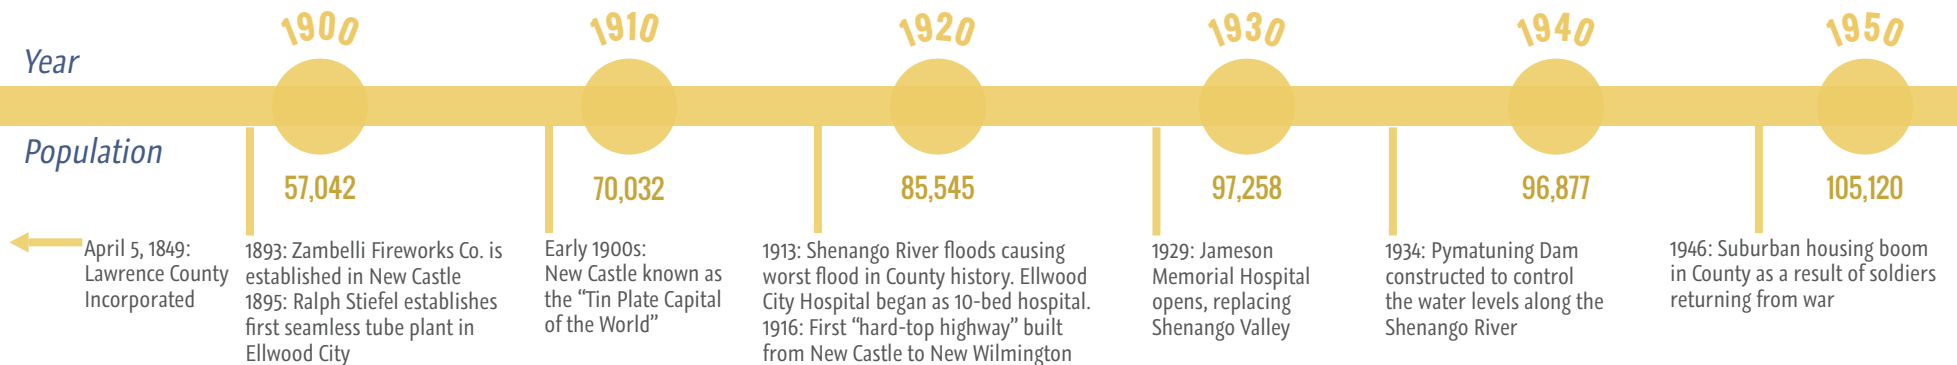 Year
1900
1910
1920
1930
1940
1950
Population
57,042
70,032
85,545
97,258
96,877
105,120
April 5, 1849:
Lawrence County
Incorporated
1893: Zambelli Fireworks Co. is
established in New Castle
1895: Ralph Stiefel establishes
first seamless tube plant in
Ellwood City
Early 1900s:
New Castle known as
the “Tin Plate Capital
of the World”
1913: Shenango River floods causing
worst flood in County history. Ellwood
City Hospital began as 10-bed hospital.
1916: First “hard-top highway” built
from New Castle to New Wilmington
1929: Jameson
Memorial Hospital
opens, replacing
Shenango Valley
1934: Pymatuning Dam
constructed to control
the water levels along the
Shenango River
1946: Suburban housing boom
in County as a result of soldiers
returning from war